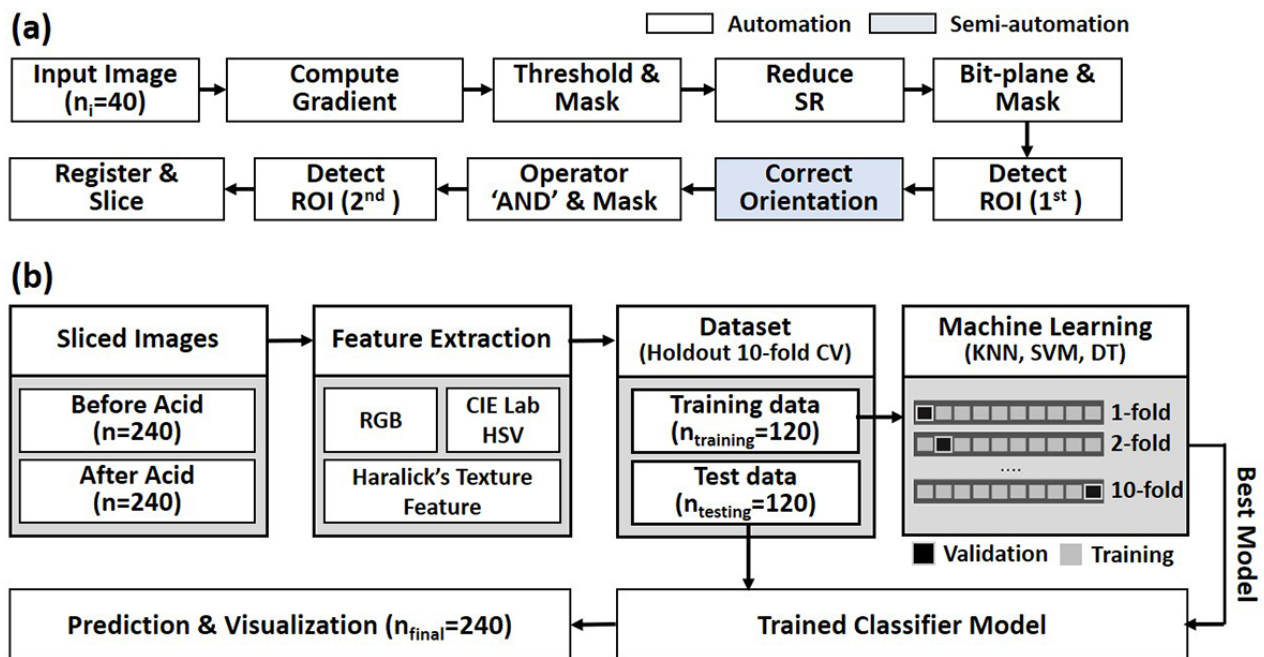 (a)
Automation
Semi-automation
Input Image
(nᵢ=40)
Compute
Gradient
Threshold &
Mask
Reduce
SR
Bit-plane &
Mask
Register &
Slice
Detect
ROI (2ⁿᵈ )
Operator
‘AND’ & Mask
Correct
Orientation
Detect
ROI (1ˢᵗ )
(b)
Sliced Images
Before Acid
(n=240)
After Acid
(n=240)
Feature Extraction
RGB
CIE Lab
HSV
Haralick’s Texture
Feature
Dataset
(Holdout 10-fold CV)
Training data
(n_training=120)
Test data
(n_testing=120)
Machine Learning
(KNN, SVM, DT)
1-fold
2-fold
....
10-fold
Validation
Training
Best Model
Prediction & Visualization (n_final=240)
Trained Classifier Model